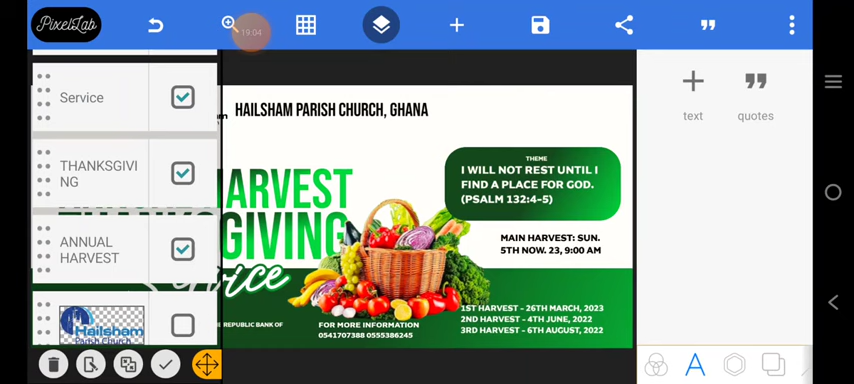 PixelLab
19:04
Service
THANKSGIVI
NG
ANNUAL
HARVEST
Hailsham
Parish Church
HAILSHAM PARISH CHURCH, GHANA
HARVEST
GIVING
THEME
I WILL NOT REST UNTIL I
FIND A PLACE FOR GOD.
(PSALM 132:4-5)
MAIN HARVEST: SUN.
5TH NOW. 23, 9:00 AM
1ST HARVEST - 26TH MARCH, 2023
2ND HARVEST - 4TH JUNE, 2022
3RD HARVEST - 6TH AUGUST, 2022
REPUBLIC BANK OF
FOR MORE INFORMATION
0541707388 0555386245
text
quotes